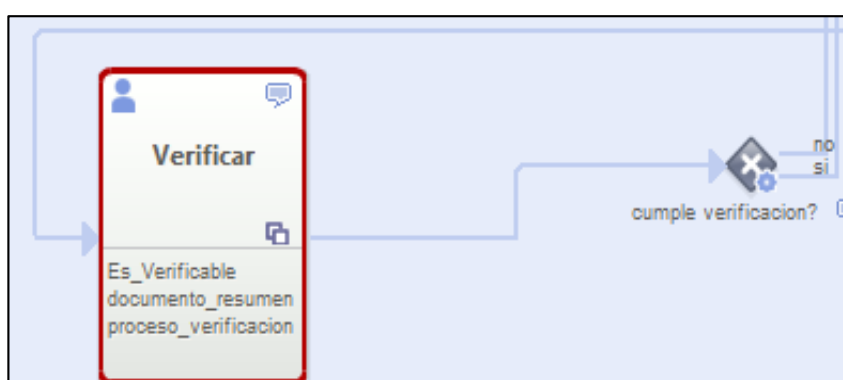 Verificar
Es_Verificable
documento_resumen
proceso_verificacion
no
si
cumple verificacion?